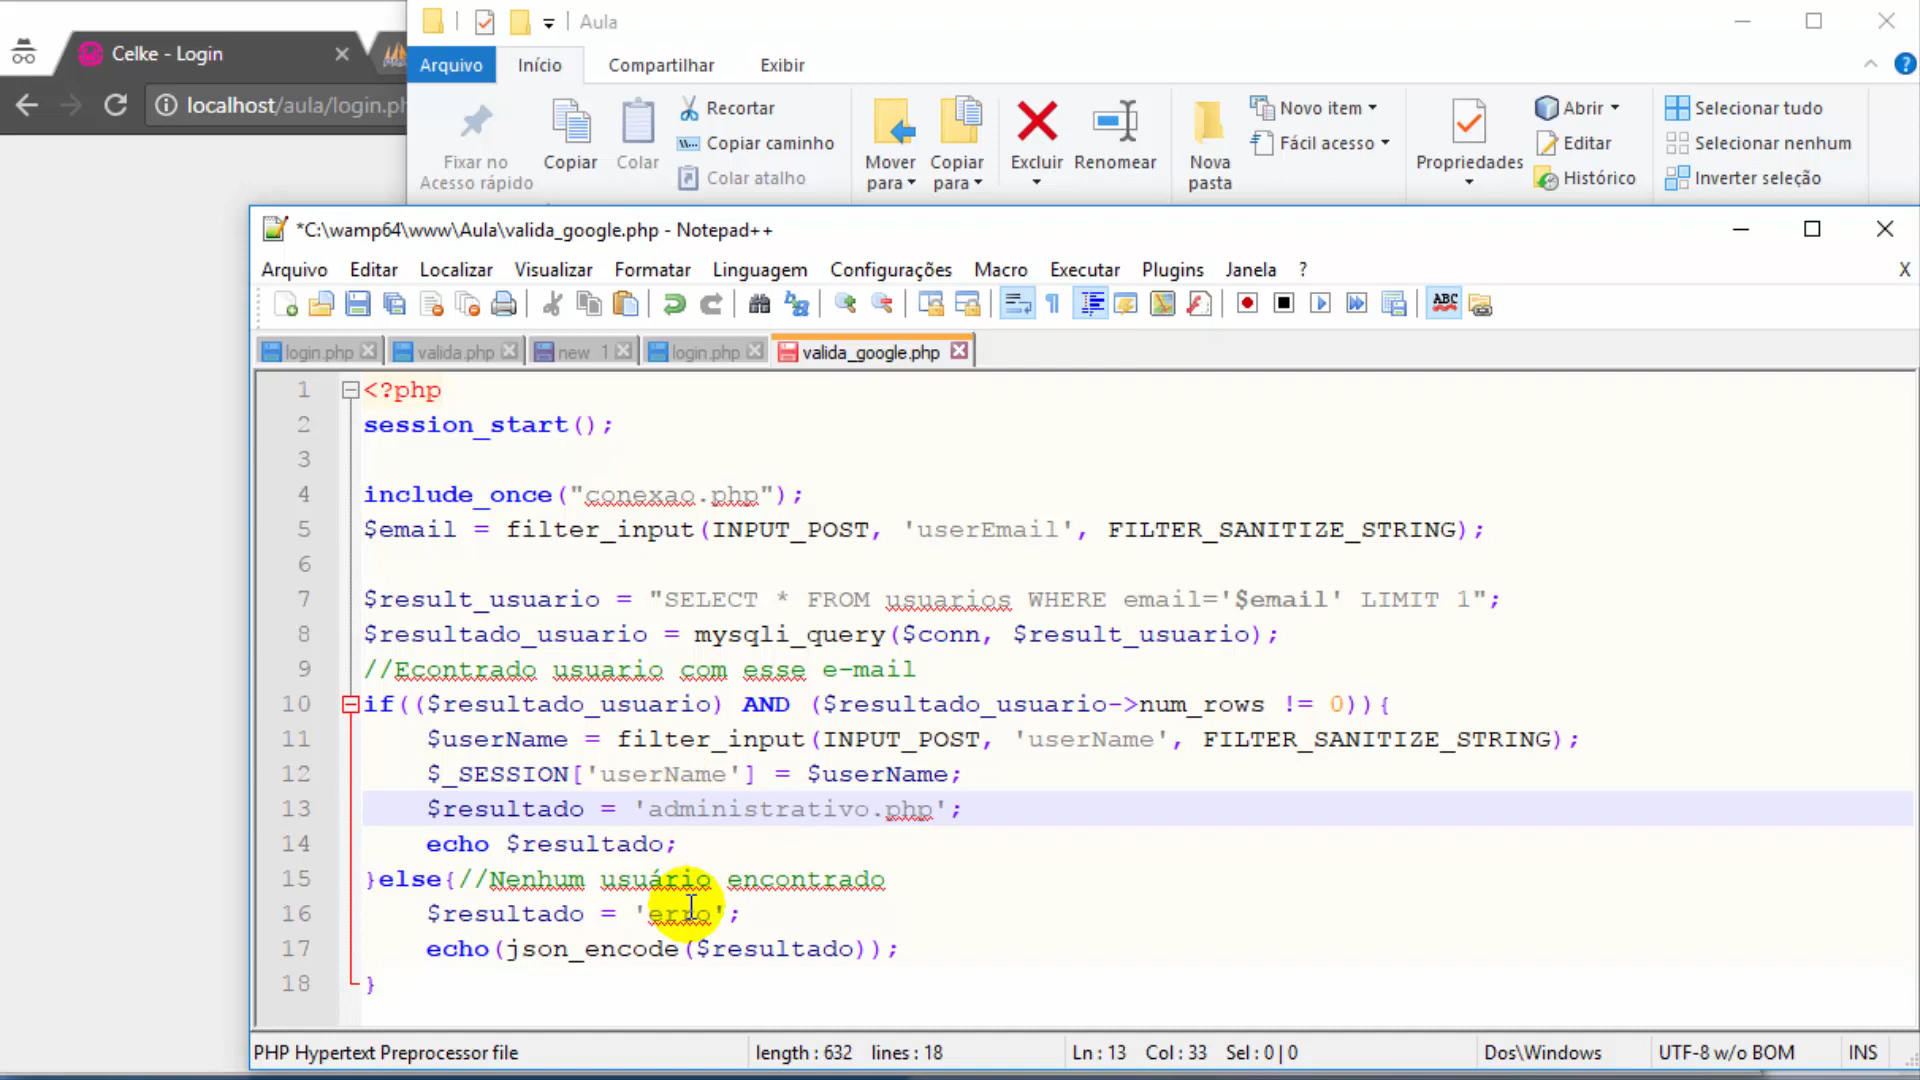 Aula
Celke - Login
Arquivo Início Compartilhar Exibir
localhost/aula/login.ph
Fixar no
Acesso rápido
Copiar
Colar
Recortar
Copiar caminho
Colar atalho
Mover
para
Copiar
para
Excluir
Renomear
Nova
pasta
Novo item
Fácil acesso
Propriedades
Abrir
Editar
Histórico
Selecionar tudo
Selecionar nenhum
Inverter seleção
*C:\wamp64\www\Aula\valida_google.php - Notepad++
Arquivo Editar Localizar Visualizar Formatar Linguagem Configurações Macro Executar Plugins Janela ? X
ABC
login.php valida.php new 1 login.php valida_google.php
1 <?php
2 session_start();
3
4 include_once("conexao.php");
5 $email = filter_input(INPUT_POST, 'userEmail', FILTER_SANITIZE_STRING);
6
7 $result_usuario = "SELECT * FROM usuarios WHERE email='$email' LIMIT 1";
8 $resultado_usuario = mysqli_query($conn, $result_usuario);
9 //Econtrado usuario com esse e-mail
10 if(($resultado_usuario) AND ($resultado_usuario->num_rows != 0)){
11 $userName = filter_input(INPUT_POST, 'userName', FILTER_SANITIZE_STRING);
12 $_SESSION['userName'] = $userName;
13 $resultado = 'administrativo.php';
14 echo $resultado;
15 }else{//Nenhum usuário encontrado
16 $resultado = 'erro';
17 echo(json_encode($resultado));
18 }
PHP Hypertext Preprocessor file length : 632 lines : 18 Ln : 13 Col : 33 Sel : 0 | 0 Dos\Windows UTF-8 w/o BOM INS